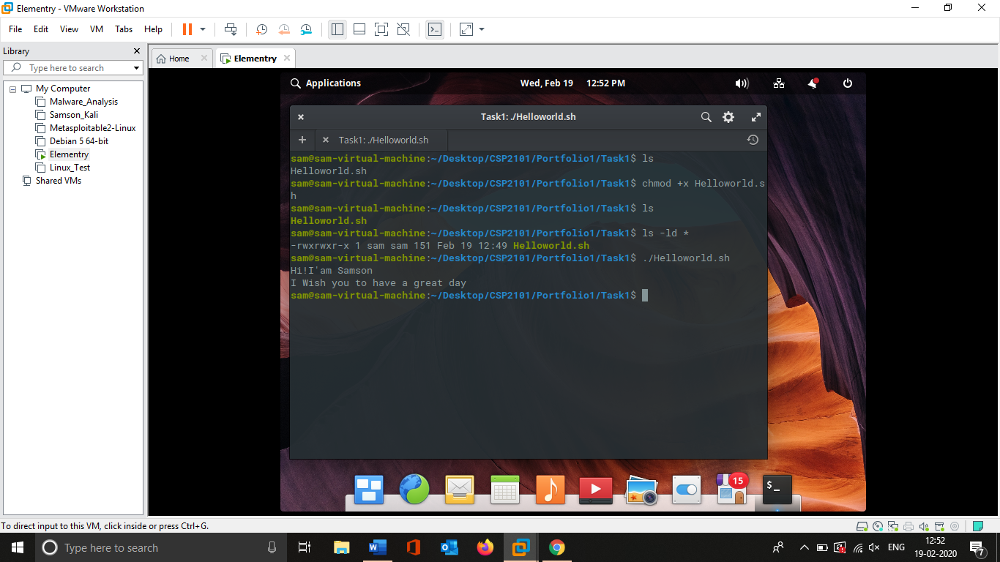 Elementry - VMware Workstation
File Edit View VM Tabs Help
Library
Type here to search
My Computer
Malware_Analysis
Samson_Kali
Metasploitable2-Linux
Debian 5 64-bit
Elementry
Linux_Test
Shared VMs
Home
Elementry
Applications
Wed, Feb 19 12:52 PM
Task1: ./Helloworld.sh
Task1: ./Helloworld.sh
sam@sam-virtual-machine:~/Desktop/CSP2101/Portfolio1/Task1$ ls
Helloworld.sh
sam@sam-virtual-machine:~/Desktop/CSP2101/Portfolio1/Task1$ chmod +x Helloworld.s
h
sam@sam-virtual-machine:~/Desktop/CSP2101/Portfolio1/Task1$ ls
Helloworld.sh
sam@sam-virtual-machine:~/Desktop/CSP2101/Portfolio1/Task1$ ls -ld *
-rwxrwxr-x 1 sam sam 151 Feb 19 12:49 Helloworld.sh
sam@sam-virtual-machine:~/Desktop/CSP2101/Portfolio1/Task1$ ./Helloworld.sh
Hi!I'am Samson
I Wish you to have a great day
sam@sam-virtual-machine:~/Desktop/CSP2101/Portfolio1/Task1$
15
$_
To direct input to this VM, click inside or press Ctrl+G.
Type here to search
ENG
12:52
19-02-2020
7